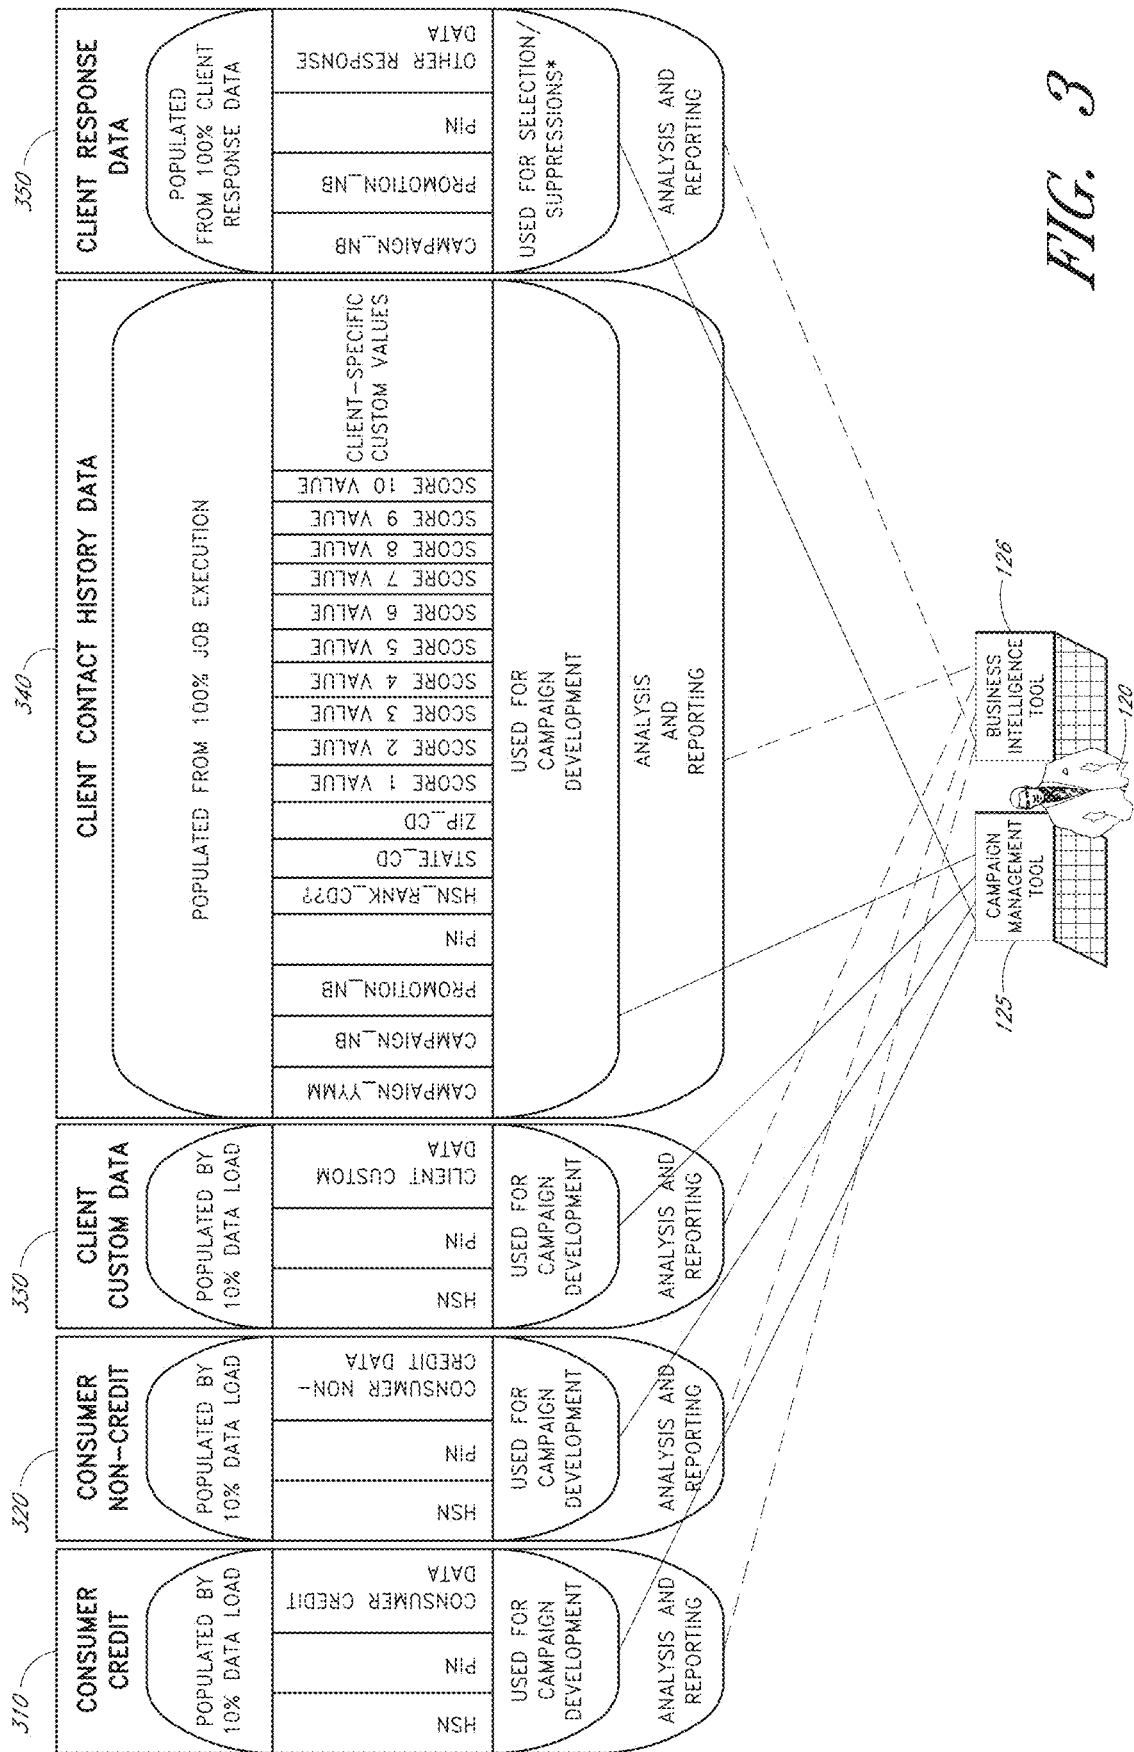 310
CONSUMER
CREDIT
POPULATED BY
10% DATA LOAD
HSN
PIN
CONSUMER CREDIT
DATA
USED FOR
CAMPAIGN
DEVELOPMENT
ANALYSIS AND
REPORTING
320
CONSUMER
NON-CREDIT
POPULATED BY
10% DATA LOAD
HSN
PIN
CONSUMER NON-
CREDIT DATA
USED FOR
CAMPAIGN
DEVELOPMENT
ANALYSIS AND
REPORTING
330
CLIENT
CUSTOM DATA
POPULATED BY
10% DATA LOAD
HSN
PIN
CLIENT CUSTOM
DATA
USED FOR
CAMPAIGN
DEVELOPMENT
ANALYSIS AND
REPORTING
340
CLIENT CONTACT HISTORY DATA
POPULATED FROM 100% JOB EXECUTION
CAMPAIGN_YYMM
CAMPAIGN_NB
PROMOTION_NB
PIN
HSN_RANK_CD??
STATE_CD
ZIP_CD
SCORE 1 VALUE
SCORE 2 VALUE
SCORE 3 VALUE
SCORE 4 VALUE
SCORE 5 VALUE
SCORE 6 VALUE
SCORE 7 VALUE
SCORE 8 VALUE
SCORE 9 VALUE
SCORE 10 VALUE
CLIENT-SPECIFIC
CUSTOM VALUES
USED FOR
CAMPAIGN
DEVELOPMENT
ANALYSIS
AND
REPORTING
350
CLIENT RESPONSE
DATA
POPULATED
FROM 100% CLIENT
RESPONSE DATA
CAMPAIGN_NB
PROMOTION_NB
PIN
OTHER RESPONSE
DATA
USED FOR SELECTION/
SUPPRESSIONS*
ANALYSIS AND
REPORTING
125
CAMPAIGN
MANAGEMENT
TOOL
BUSINESS
INTELLIGENCE
TOOL
126
120
FIG. 3